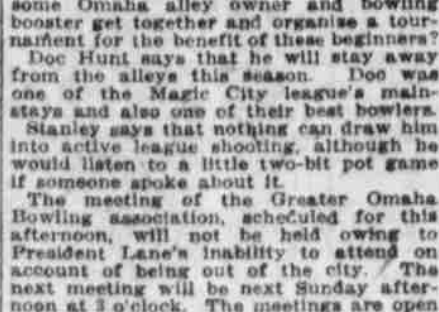 some Omaha alley owner and bowling
booster get together and organise a tour-
nament for the benefit of these beginners?
Doc Hunt says that he will stay away
from the alleys this season. Doc was
one of the Magic City league's main-
stays and also one of their best bowlers.
Stanley says that nothing can draw him
into active league shooting, although he
would listen to a little two-bit pot game
if someone spoke about it.
The meeting of the Greater Omaha
Bowling association, scheduled for this
afternoon, will not be held owing to
President Lane's inability to attend on
account of being out of the city. The
next meeting will be next Sunday after-
noon at 3 o'clock. The meetings are open